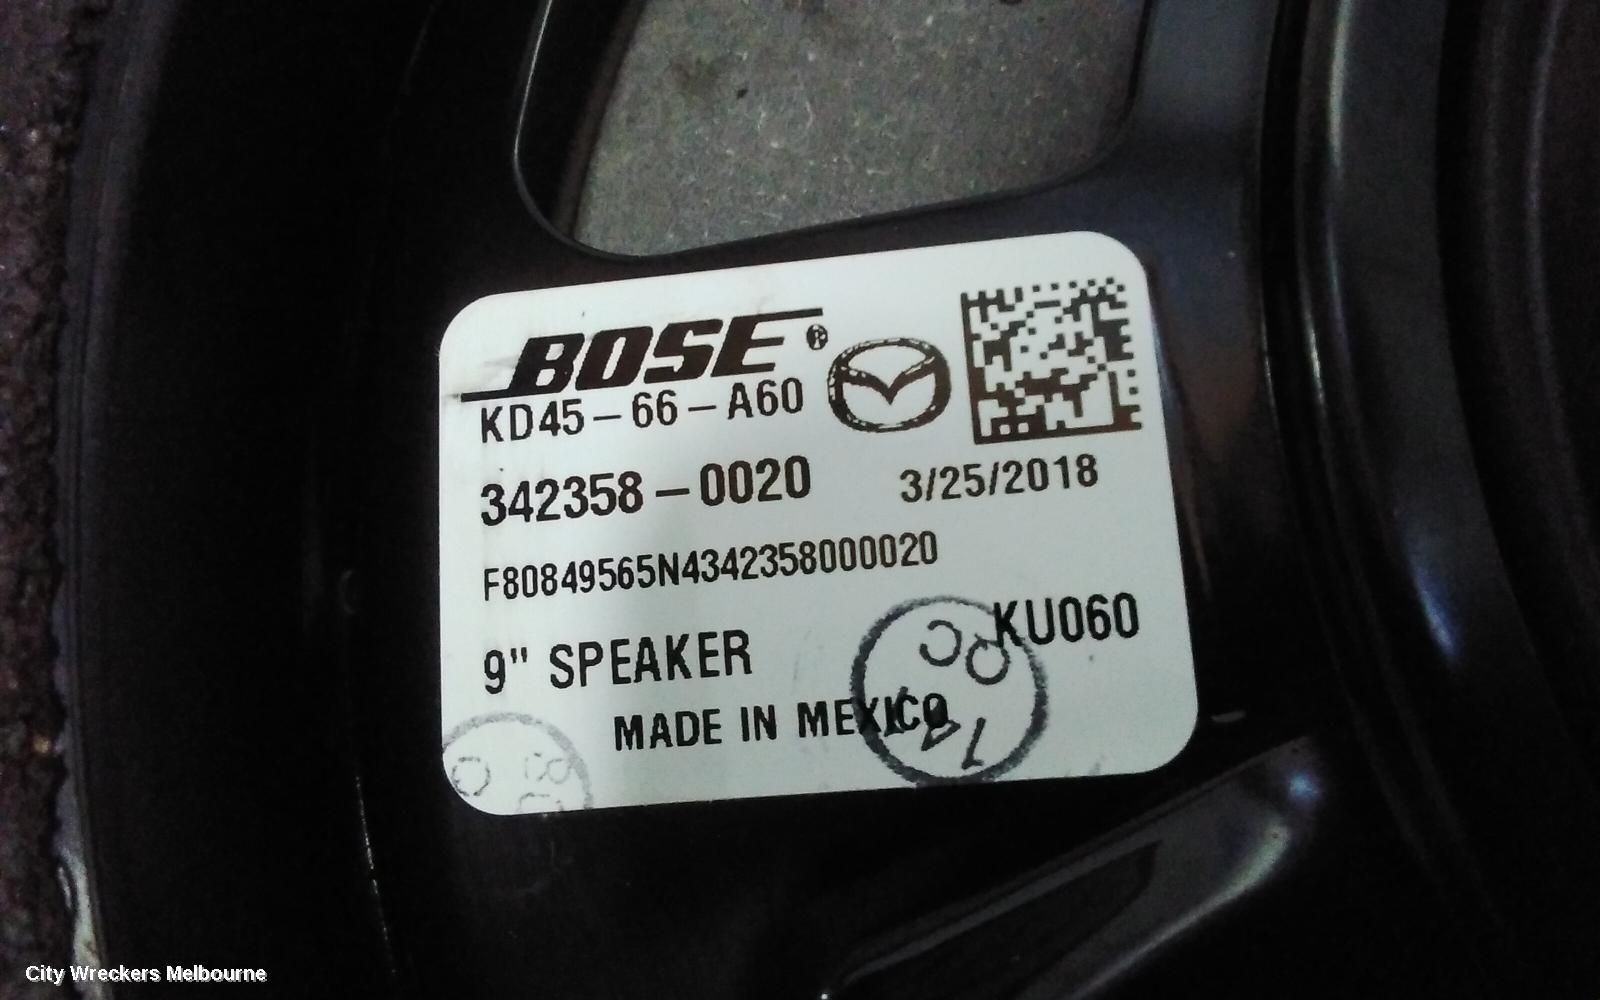 BOSE®
KD45-66-A60
342358-0020 3/25/2018
F80849565N4342358000020
KU060
9" SPEAKER
MADE IN MEXICO
City Wreckers Melbourne